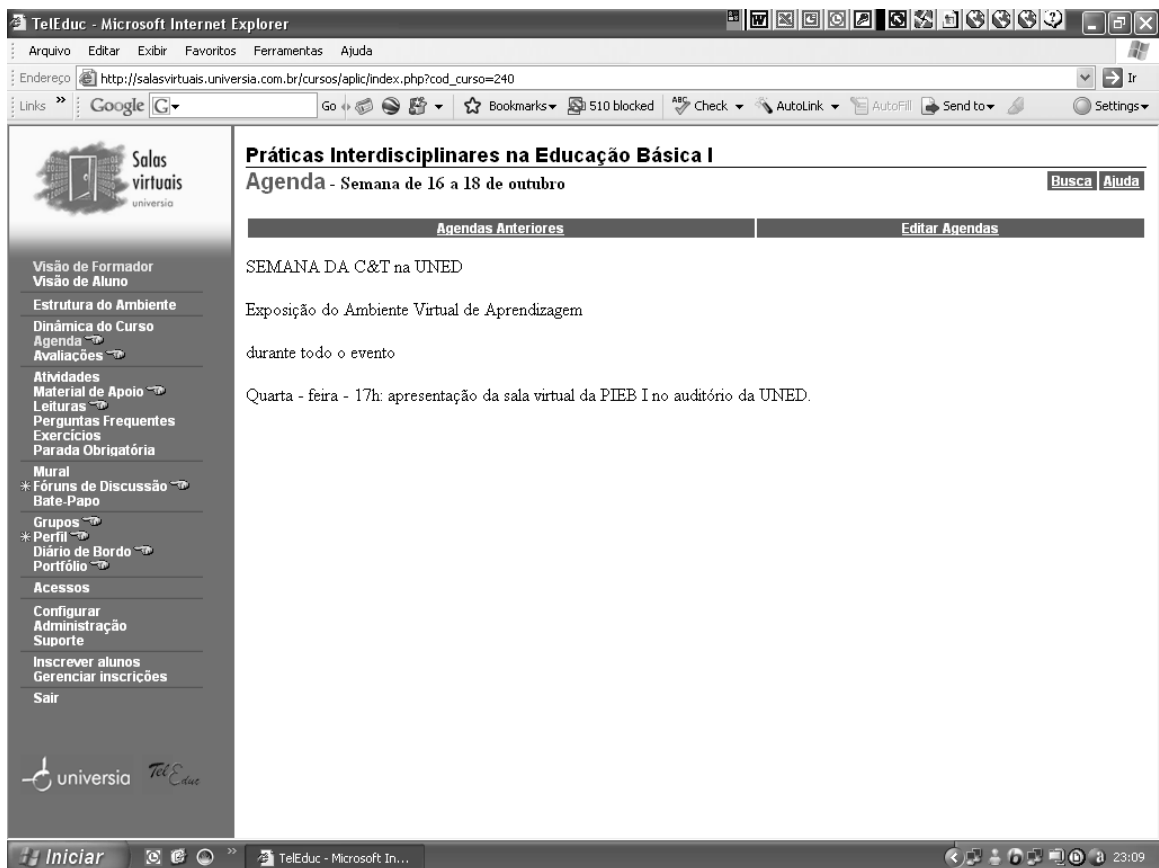 TelEduc - Microsoft Internet Explorer
Arquivo Editar Exibir Favoritos Ferramentas Ajuda
Endereço http://salasvirtuais.universia.com.br/cursos/aplic/index.php?cod_curso=240 Ir
Links » Google G Go Bookmarks 510 blocked ABC Check AutoLink AutoFill Send to Settings
Salas
virtuais
universia
Práticas Interdisciplinares na Educação Básica I
Agenda - Semana de 16 a 18 de outubro
Busca Ajuda
Agendas Anteriores Editar Agendas
SEMANA DA C&T na UNED
Exposição do Ambiente Virtual de Aprendizagem
durante todo o evento
Quarta - feira - 17h: apresentação da sala virtual da PIEB I no auditório da UNED.
Visão de Formador
Visão de Aluno
Estrutura do Ambiente
Dinâmica do Curso
Agenda
Avaliações
Atividades
Material de Apoio
Leituras
Perguntas Frequentes
Exercícios
Parada Obrigatória
Mural
Fóruns de Discussão
Bate-Papo
Grupos
Perfil
Diário de Bordo
Portfólio
Acessos
Configurar
Administração
Suporte
Inscrever alunos
Gerenciar inscrições
Sair
universia TelEduc
Iniciar » TelEduc - Microsoft In... 23:09